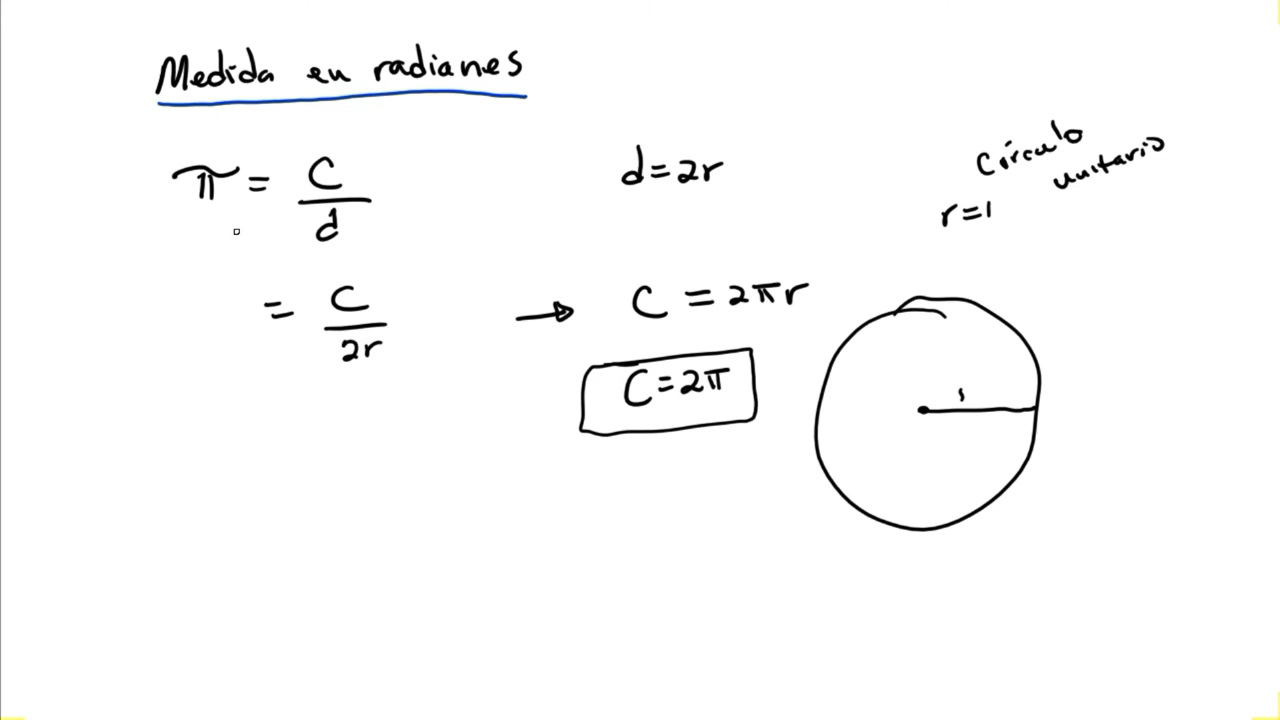 Medida en radianes
π = C/d
d = 2r
Círculo
unitario
r = 1
= C/2r
→ C = 2πr
C = 2π
1